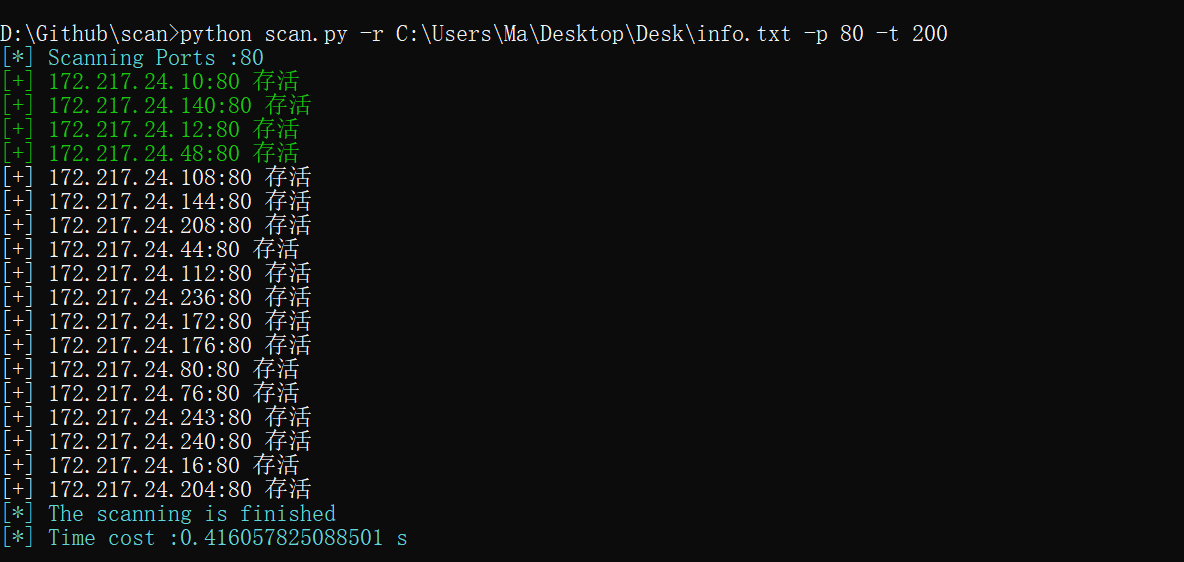 D:\Github\scan>python scan.py -r C:\Users\Ma\Desktop\Desk\info.txt -p 80 -t 200
[*] Scanning Ports :80
[+] 172.217.24.10:80 存活
[+] 172.217.24.140:80 存活
[+] 172.217.24.12:80 存活
[+] 172.217.24.48:80 存活
[+] 172.217.24.108:80 存活
[+] 172.217.24.144:80 存活
[+] 172.217.24.208:80 存活
[+] 172.217.24.44:80 存活
[+] 172.217.24.112:80 存活
[+] 172.217.24.236:80 存活
[+] 172.217.24.172:80 存活
[+] 172.217.24.176:80 存活
[+] 172.217.24.80:80 存活
[+] 172.217.24.76:80 存活
[+] 172.217.24.243:80 存活
[+] 172.217.24.240:80 存活
[+] 172.217.24.16:80 存活
[+] 172.217.24.204:80 存活
[*] The scanning is finished
[*] Time cost :0.416057825088501 s